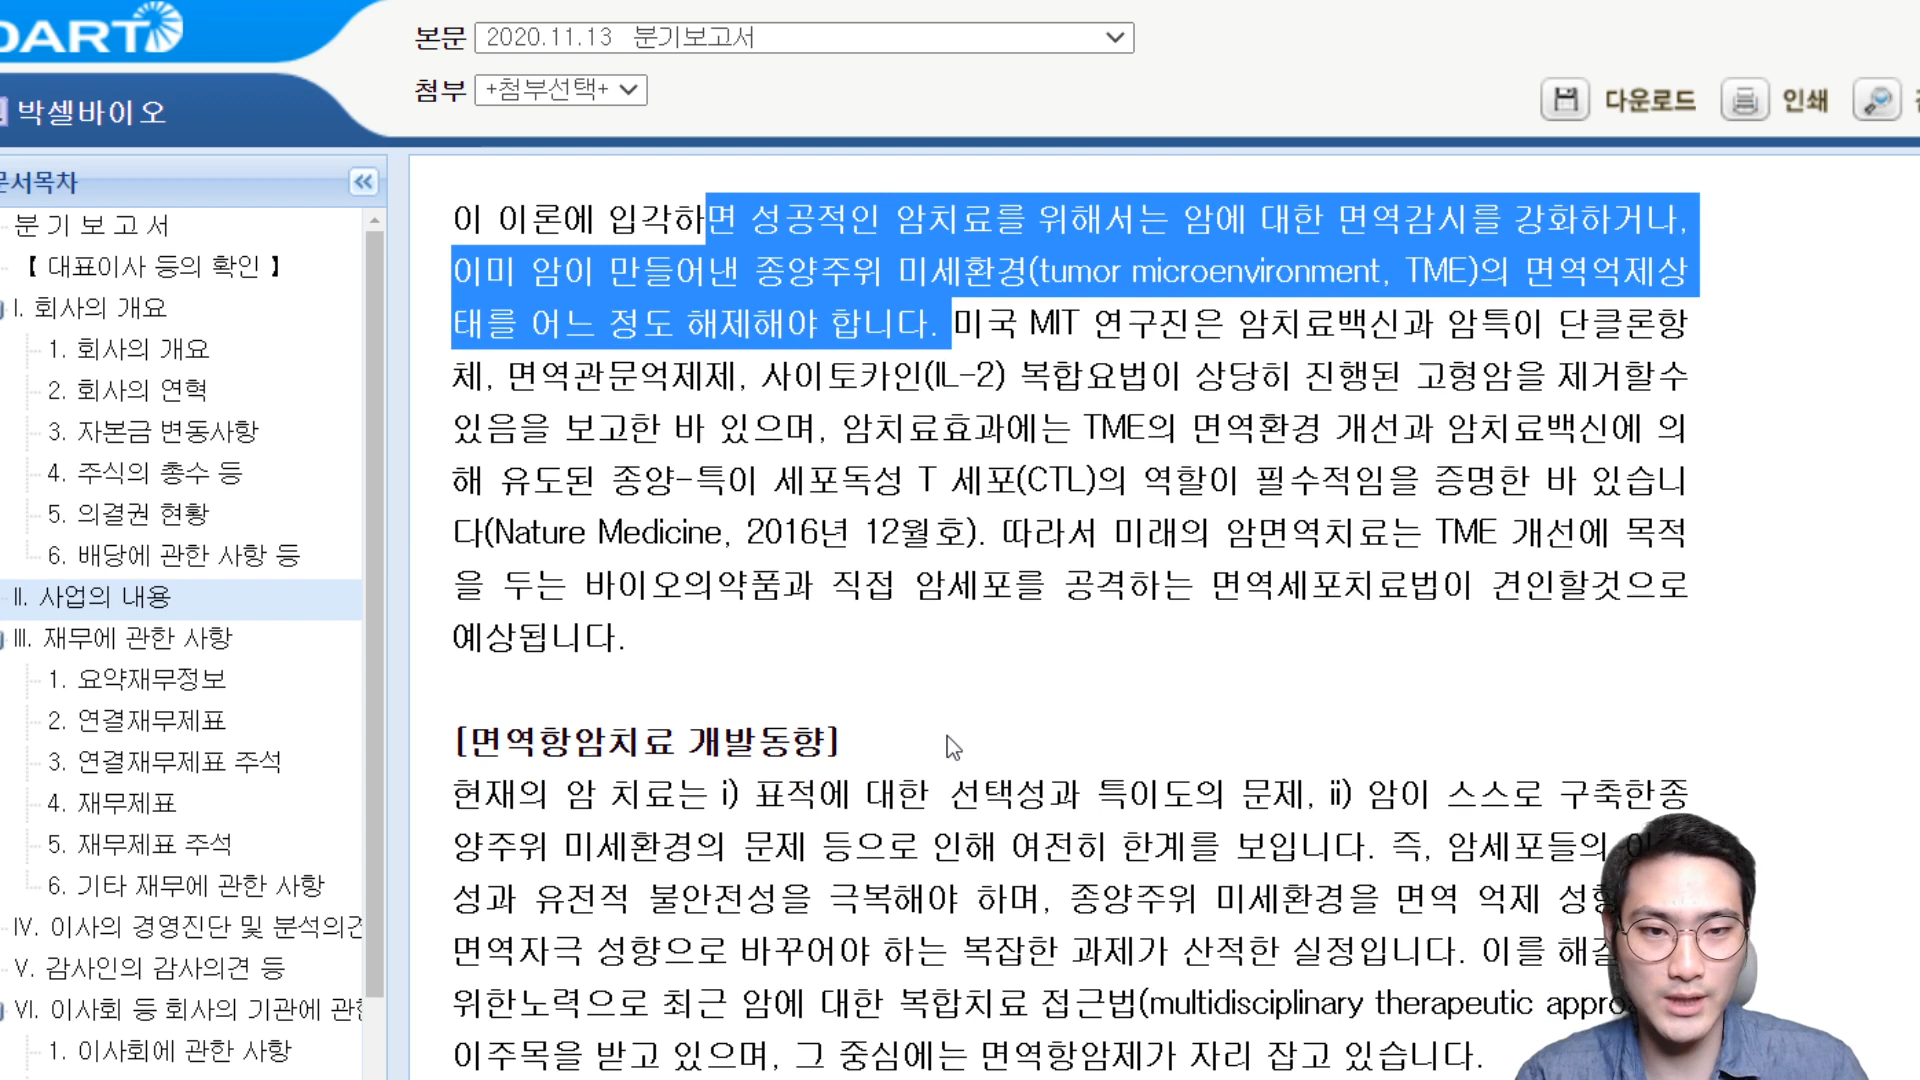 DART
본문 2020.11.13 분기보고서
첨부 +첨부선택+
다운로드 인쇄
박셀바이오
문서목차
분 기 보 고 서
【 대표이사 등의 확인 】
I. 회사의 개요
1. 회사의 개요
2. 회사의 연혁
3. 자본금 변동사항
4. 주식의 총수 등
5. 의결권 현황
6. 배당에 관한 사항 등
II. 사업의 내용
III. 재무에 관한 사항
1. 요약재무정보
2. 연결재무제표
3. 연결재무제표 주석
4. 재무제표
5. 재무제표 주석
6. 기타 재무에 관한 사항
IV. 이사의 경영진단 및 분석의견
V. 감사인의 감사의견 등
VI. 이사회 등 회사의 기관에 관한
1. 이사회에 관한 사항
이 이론에 입각하면 성공적인 암치료를 위해서는 암에 대한 면역감시를 강화하거나,
이미 암이 만들어낸 종양주위 미세환경(tumor microenvironment, TME)의 면역억제상
태를 어느 정도 해제해야 합니다. 미국 MIT 연구진은 암치료백신과 암특이 단클론항
체, 면역관문억제제, 사이토카인(IL-2) 복합요법이 상당히 진행된 고형암을 제거할수
있음을 보고한 바 있으며, 암치료효과에는 TME의 면역환경 개선과 암치료백신에 의
해 유도된 종양-특이 세포독성 T 세포(CTL)의 역할이 필수적임을 증명한 바 있습니
다(Nature Medicine, 2016년 12월호). 따라서 미래의 암면역치료는 TME 개선에 목적
을 두는 바이오의약품과 직접 암세포를 공격하는 면역세포치료법이 견인할것으로
예상됩니다.
[면역항암치료 개발동향]
현재의 암 치료는 i) 표적에 대한 선택성과 특이도의 문제, ii) 암이 스스로 구축한종
양주위 미세환경의 문제 등으로 인해 여전히 한계를 보입니다. 즉, 암세포들의
성과 유전적 불안전성을 극복해야 하며, 종양주위 미세환경을 면역 억제 성향
면역자극 성향으로 바꾸어야 하는 복잡한 과제가 산적한 실정입니다. 이를 해결
위한노력으로 최근 암에 대한 복합치료 접근법(multidisciplinary therapeutic appro
이주목을 받고 있으며, 그 중심에는 면역항암제가 자리 잡고 있습니다.